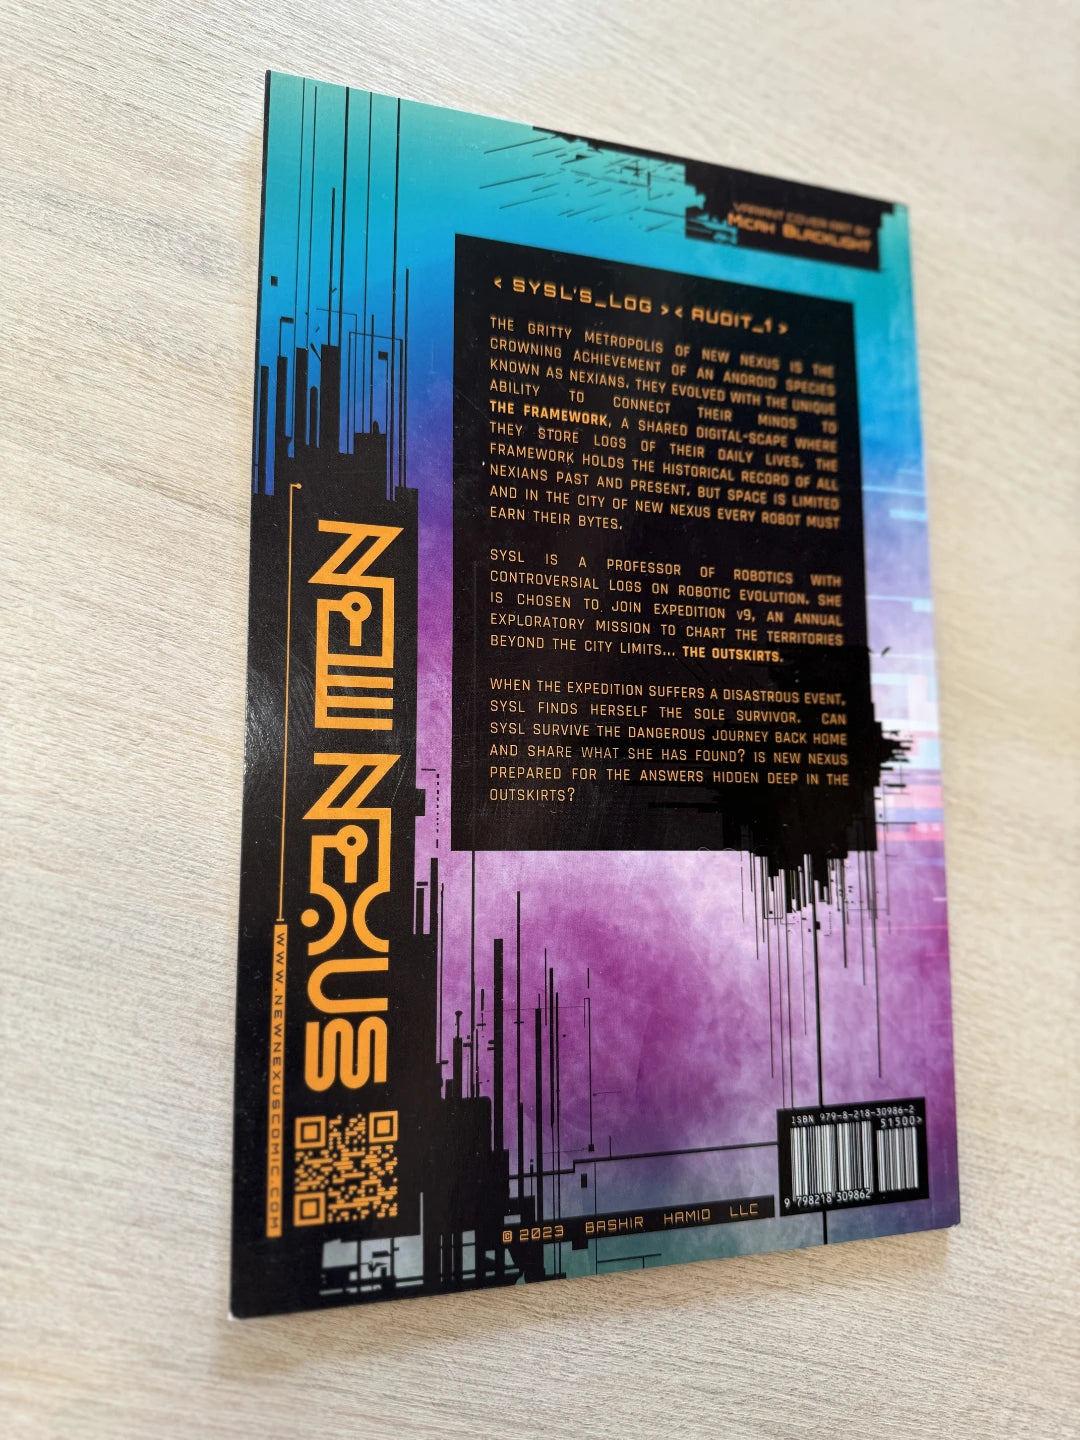 VARIANT COVER ART BY
MICAH BLACKLIGHT
< SYSL'S_LOG > < AUDIT_1 >
THE GRITTY METROPOLIS OF NEW NEXUS IS THE
CROWNING ACHIEVEMENT OF AN ANDROID SPECIES
KNOWN AS NEXIANS. THEY EVOLVED WITH THE UNIQUE
ABILITY TO CONNECT THEIR MINDS TO
THE FRAMEWORK, A SHARED DIGITAL-SCAPE WHERE
THEY STORE LOGS OF THEIR DAILY LIVES. THE
FRAMEWORK HOLDS THE HISTORICAL RECORD OF ALL
NEXIANS PAST AND PRESENT. BUT SPACE IS LIMITED
AND IN THE CITY OF NEW NEXUS EVERY ROBOT MUST
EARN THEIR BYTES.
SYSL IS A PROFESSOR OF ROBOTICS WITH
CONTROVERSIAL LOGS ON ROBOTIC EVOLUTION. SHE
IS CHOSEN TO JOIN EXPEDITION v9, AN ANNUAL
EXPLORATORY MISSION TO CHART THE TERRITORIES
BEYOND THE CITY LIMITS... THE OUTSKIRTS.
WHEN THE EXPEDITION SUFFERS A DISASTROUS EVENT,
SYSL FINDS HERSELF THE SOLE SURVIVOR. CAN
SYSL SURVIVE THE DANGEROUS JOURNEY BACK HOME
AND SHARE WHAT SHE HAS FOUND? IS NEW NEXUS
PREPARED FOR THE ANSWERS HIDDEN DEEP IN THE
OUTSKIRTS?
NEW NEXUS
WWW.NEWNEXUSCOMIC.COM
© 2023 BASHIR HAMID LLC
ISBN 979-8-218-30986-2
51500>
9 798218 309862